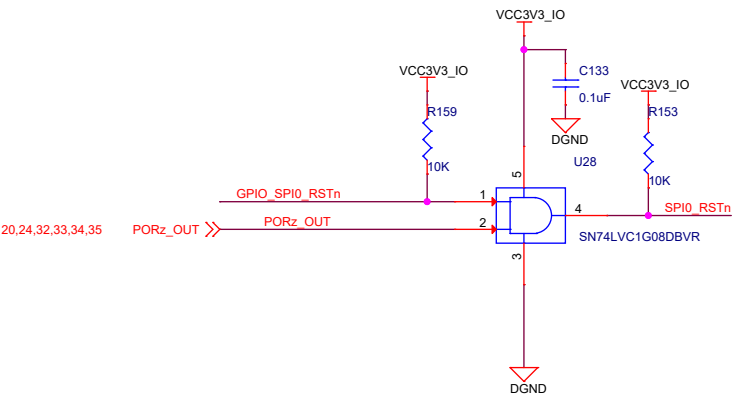 VCC3V3_IO
VCC3V3_IO
C133
VCC3V3_IO
0.1uF
R159
R153
DGND
U28
10K
5
10K
GPIO_SPI0_RSTn
1
4
SPI0_RSTn
20,24,32,33,34,35
PORz_OUT
PORz_OUT
2
SN74LVC1G08DBVR
3
DGND